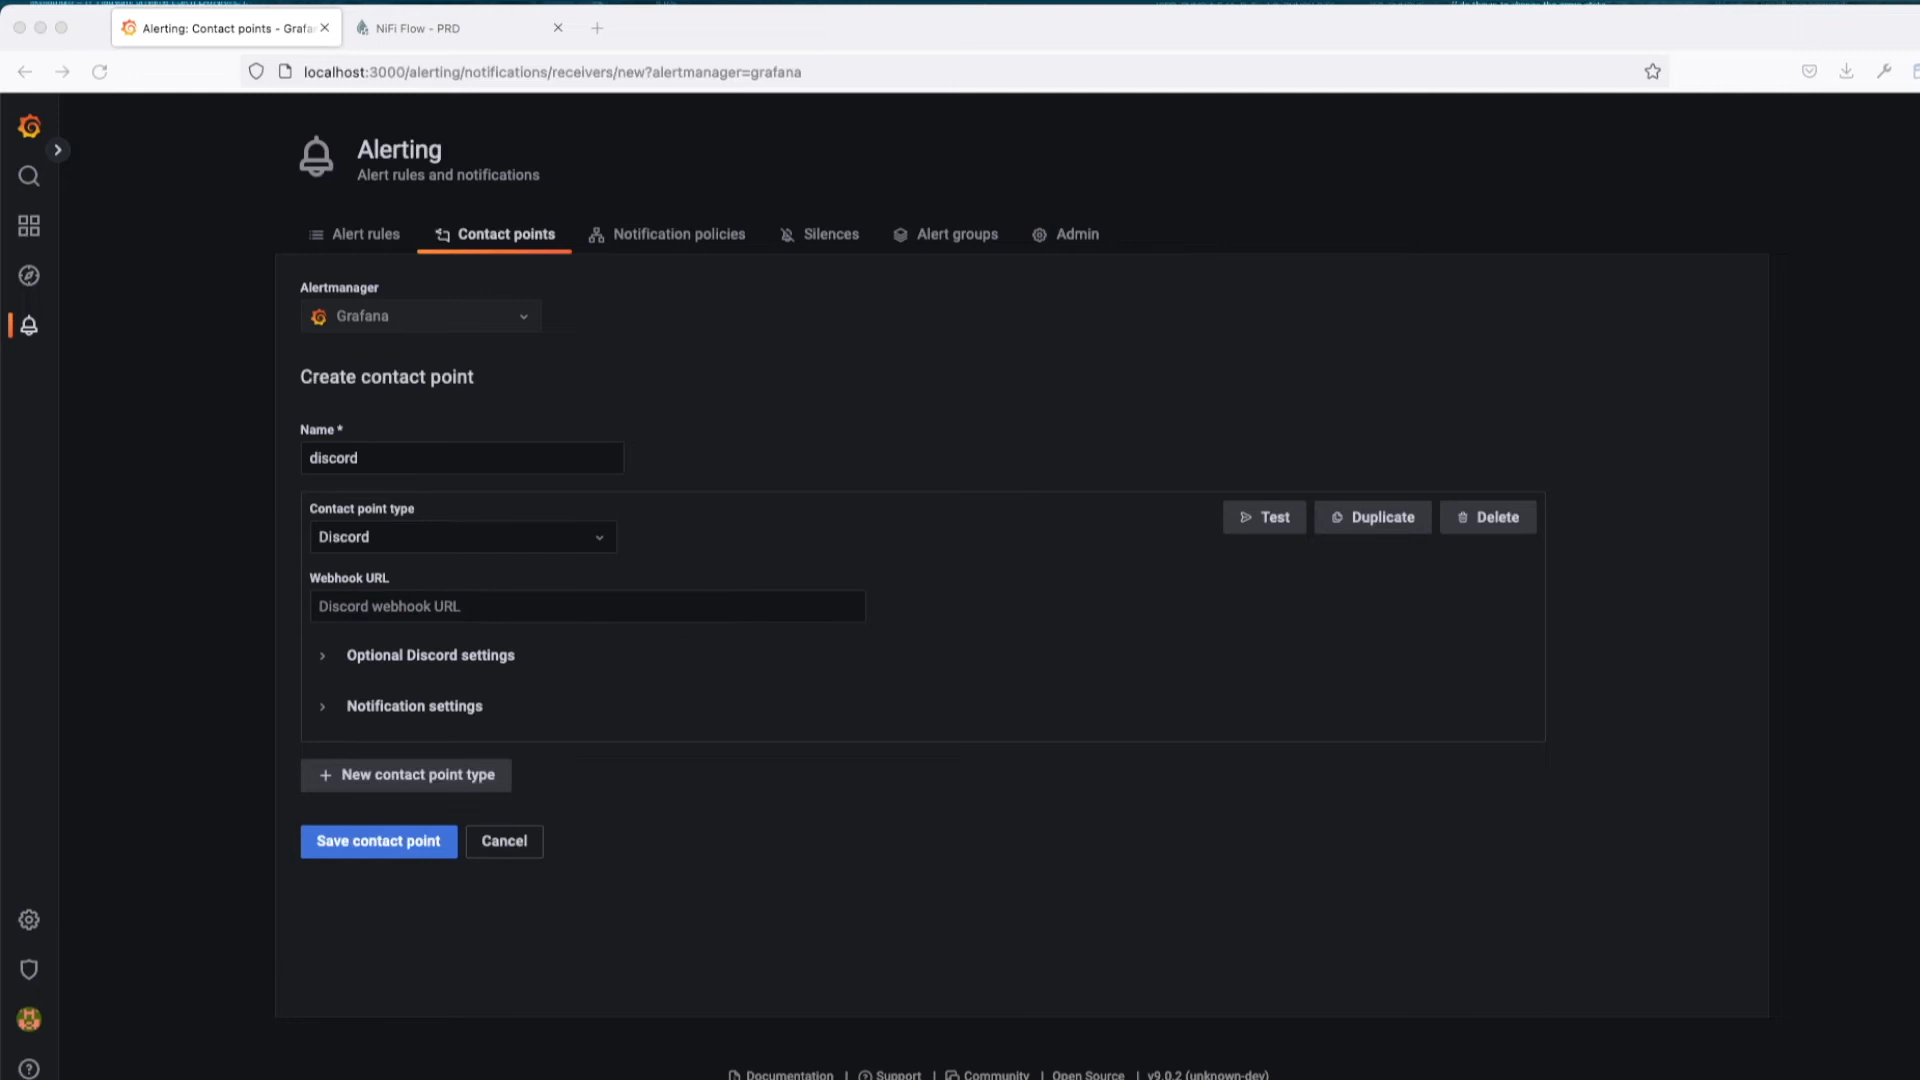 Alerting: Contact points - Grafa
NiFi Flow - PRD
localhost:3000/alerting/notifications/receivers/new?alertmanager=grafana
Alerting
Alert rules and notifications
Alert rules
Contact points
Notification policies
Silences
Alert groups
Admin
Alertmanager
Grafana
Create contact point
Name *
discord
Contact point type
Discord
Test
Duplicate
Delete
Webhook URL
Discord webhook URL
Optional Discord settings
Notification settings
New contact point type
Save contact point
Cancel
Documentation | Support | Community | Open Source | v9.0.2 (unknown-dev)